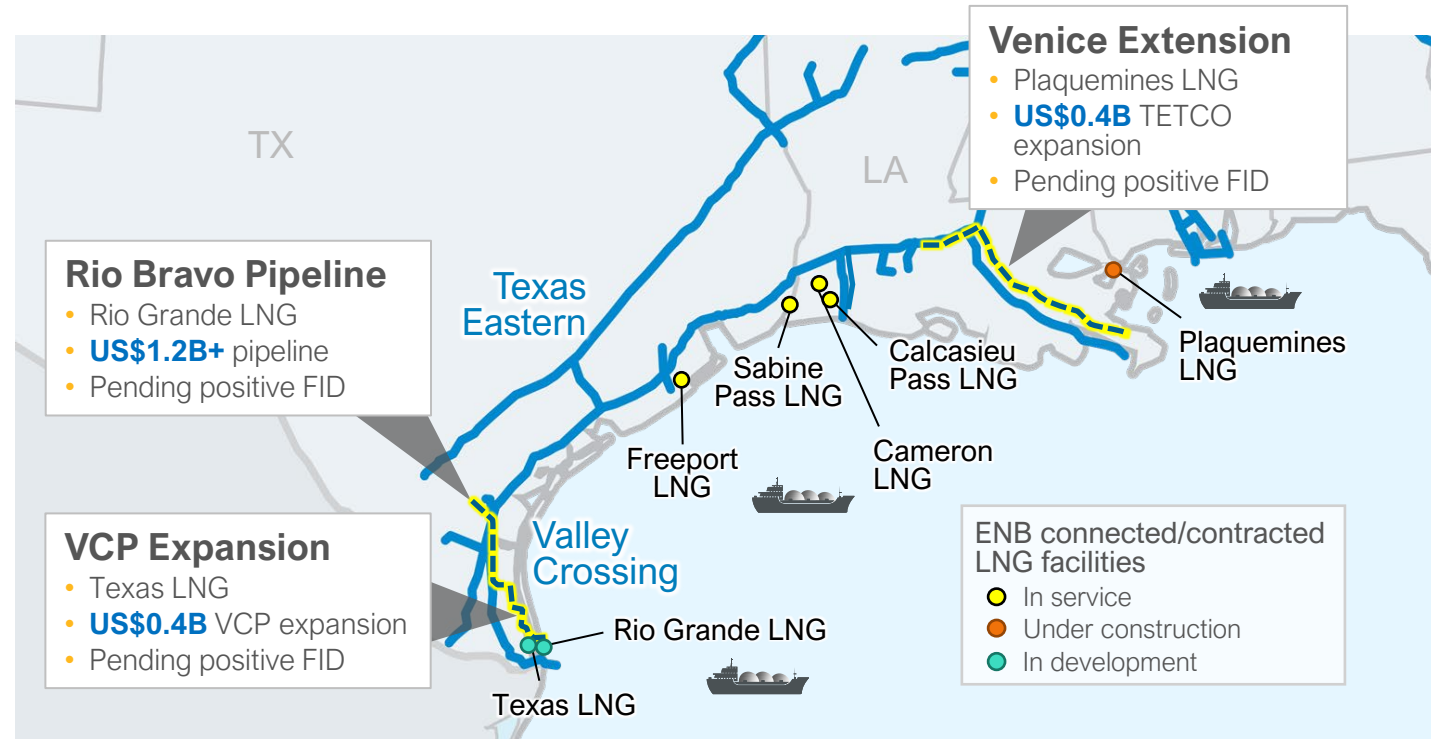 Venice Extension
• Plaquemines LNG
• US$0.4B TETCO
expansion
• Pending positive FID
TX
LA
Rio Bravo Pipeline
• Rio Grande LNG
• US$1.2B+ pipeline
• Pending positive FID
Texas
Eastern
Sabine
Pass LNG
Calcasieu
Pass LNG
Plaquemines
LNG
Freeport
LNG
Cameron
LNG
VCP Expansion
• Texas LNG
• US$0.4B VCP expansion
• Pending positive FID
Valley
Crossing
Rio Grande LNG
Texas LNG
ENB connected/contracted
LNG facilities
In service
Under construction
In development